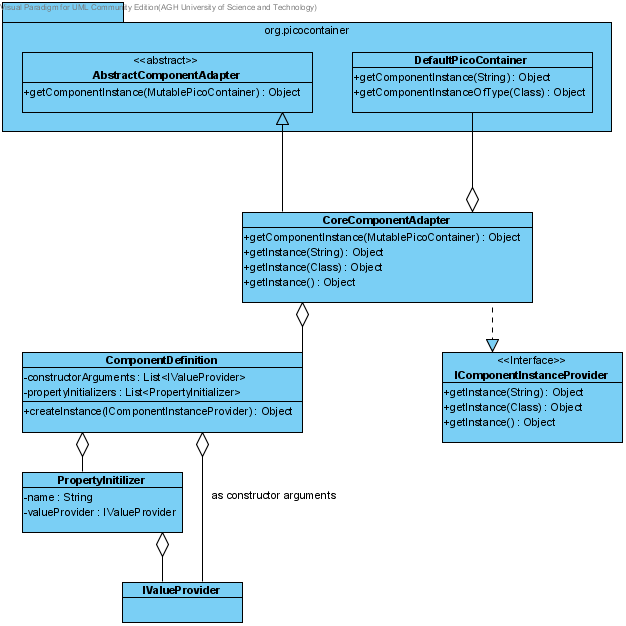 Visual Paradigm for UML Community Edition(AGH University of Science and Technology)
org.picocontainer
<<abstract>>
AbstractComponentAdapter
+getComponentInstance(MutablePicoContainer) : Object
DefaultPicoContainer
+getComponentInstance(String) : Object
+getComponentInstanceOfType(Class) : Object
CoreComponentAdapter
+getComponentInstance(MutablePicoContainer) : Object
+getInstance(String) : Object
+getInstance(Class) : Object
+getInstance() : Object
ComponentDefinition
-constructorArguments : List<IValueProvider>
-propertyInitializers : List<PropertyInitializer>
+createInstance(IComponentInstanceProvider) : Object
<<Interface>>
IComponentInstanceProvider
+getInstance(String) : Object
+getInstance(Class) : Object
+getInstance() : Object
PropertyInitilizer
-name : String
-valueProvider : IValueProvider
as constructor arguments
IValueProvider